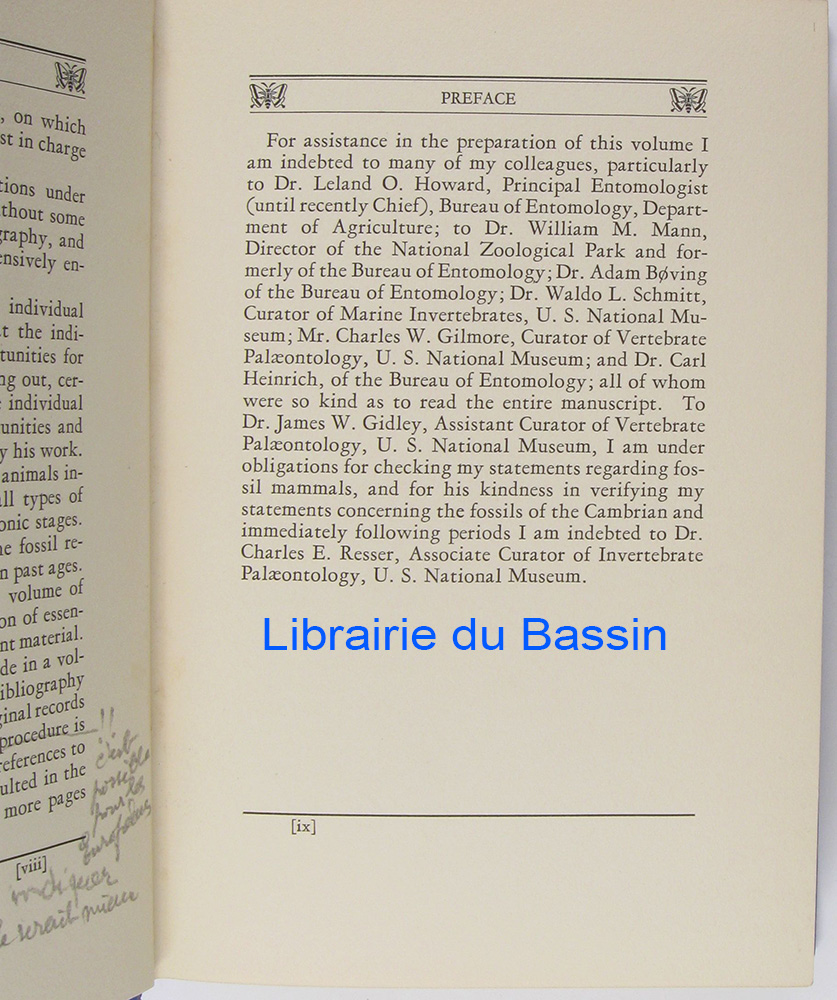 , on which
st in charge
tions under
thout some
graphy, and
ensively en-
individual
t the indi-
tunities for
ng out, cer-
individual
unities and
y his work.
animals in-
ll types of
onic stages.
e fossil re-
n past ages.
volume of
on of essen-
nt material.
de in a vol-
ibliography
ginal records
procedure is
eferences to
ulted in the
more pages
!!
c'est
possible
pour les
Européens
[viii]
indiquer
serait mieux
PREFACE
For assistance in the preparation of this volume I
am indebted to many of my colleagues, particularly
to Dr. Leland O. Howard, Principal Entomologist
(until recently Chief), Bureau of Entomology, Depart-
ment of Agriculture; to Dr. William M. Mann,
Director of the National Zoological Park and for-
merly of the Bureau of Entomology; Dr. Adam Bøving
of the Bureau of Entomology; Dr. Waldo L. Schmitt,
Curator of Marine Invertebrates, U. S. National Mu-
seum; Mr. Charles W. Gilmore, Curator of Vertebrate
Palæontology, U. S. National Museum; and Dr. Carl
Heinrich, of the Bureau of Entomology; all of whom
were so kind as to read the entire manuscript. To
Dr. James W. Gidley, Assistant Curator of Vertebrate
Palæontology, U. S. National Museum, I am under
obligations for checking my statements regarding fos-
sil mammals, and for his kindness in verifying my
statements concerning the fossils of the Cambrian and
immediately following periods I am indebted to Dr.
Charles E. Resser, Associate Curator of Invertebrate
Palæontology, U. S. National Museum.
Librairie du Bassin
[ix]